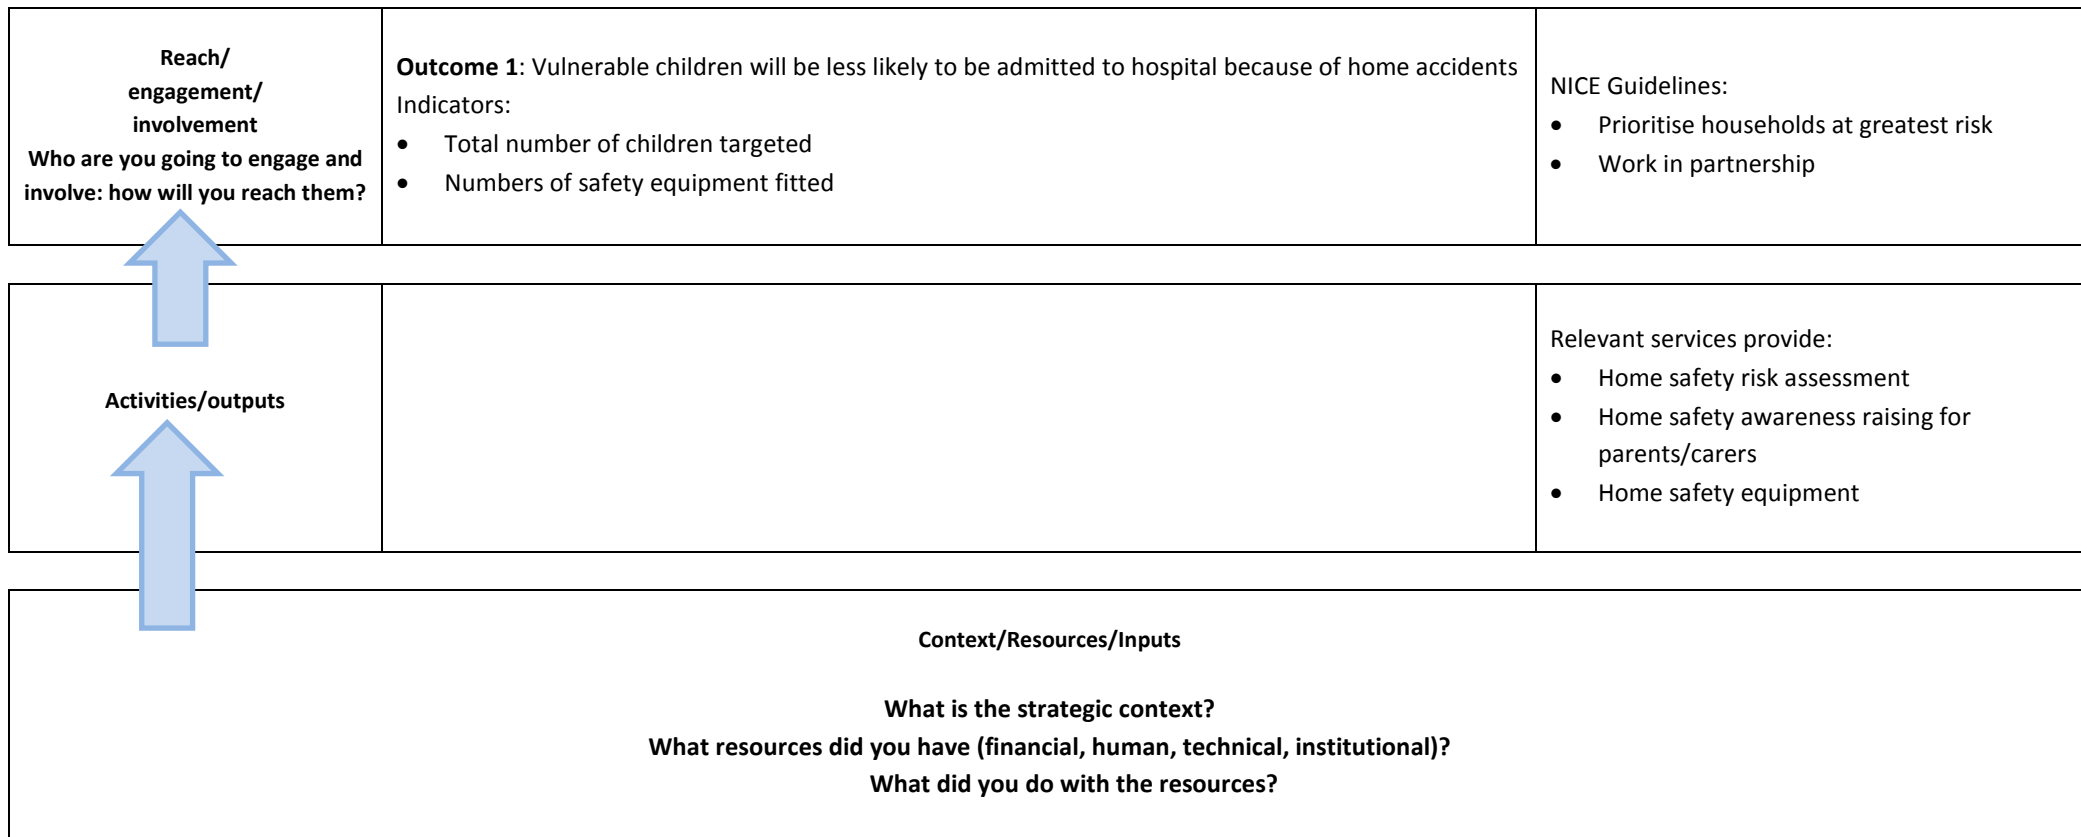 Reach/
engagement/
involvement
Who are you going to engage and
involve: how will you reach them?
Outcome 1: Vulnerable children will be less likely to be admitted to hospital because of home accidents
Indicators:
• Total number of children targeted
• Numbers of safety equipment fitted
NICE Guidelines:
• Prioritise households at greatest risk
• Work in partnership
Activities/outputs
Relevant services provide:
• Home safety risk assessment
• Home safety awareness raising for
parents/carers
• Home safety equipment
Context/Resources/Inputs
What is the strategic context?
What resources did you have (financial, human, technical, institutional)?
What did you do with the resources?